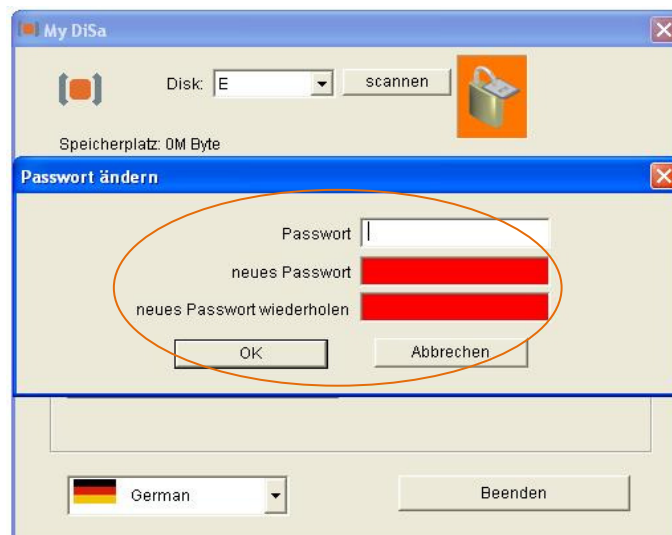 My DiSa
Disk: E scannen
Speicherplatz: 0M Byte
Passwort ändern
Passwort
neues Passwort
neues Passwort wiederholen
OK Abbrechen
German Beenden